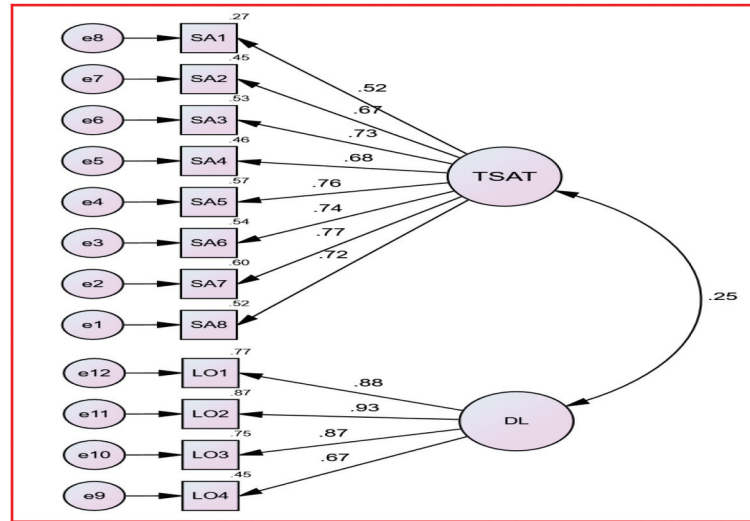 .27
e8 SA1
.52
.45
e7 SA2
.67
.53
e6 SA3
.73
.46
e5 SA4
.68
TSAT
.57
e4 SA5
.76
.54
e3 SA6
.74
.60
e2 SA7
.77
.52
e1 SA8
.72
.25
.77
e12 LO1
.88
.87
e11 LO2
.93
DL
.75
e10 LO3
.87
.45
e9 LO4
.67